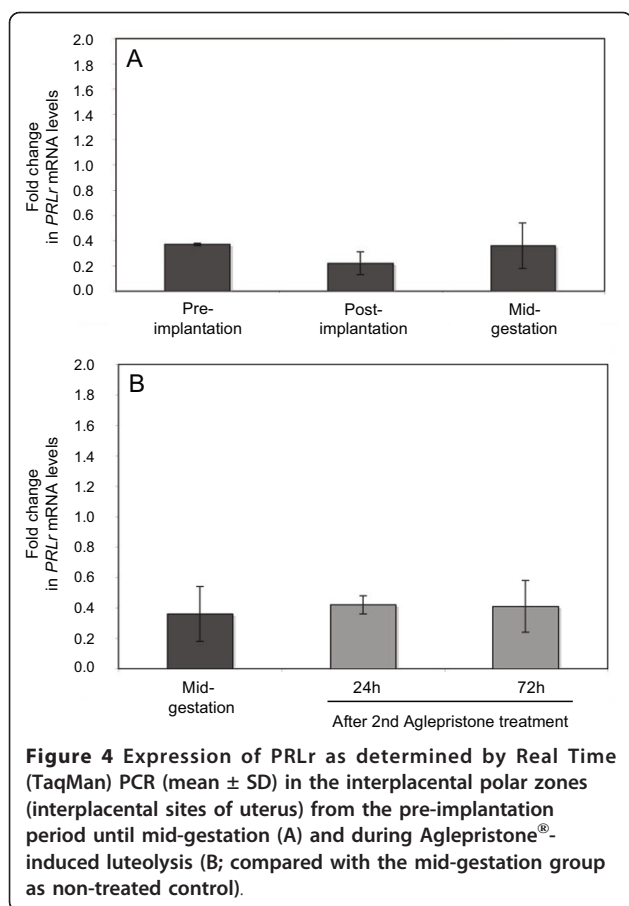 A
2.0
1.8
1.6
1.4
1.2
1.0
0.8
0.6
0.4
0.2
0.0
Fold change
in PRLr mRNA levels
Pre-
implantation
Post-
implantation
Mid-
gestation
B
2.0
1.8
1.6
1.4
1.2
1.0
0.8
0.6
0.4
0.2
0.0
Fold change
in PRLr mRNA levels
Mid-
gestation
24h
72h
After 2nd Aglepristone treatment
Figure 4 Expression of PRLr as determined by Real Time
(TaqMan) PCR (mean ± SD) in the interplacental polar zones
(interplacental sites of uterus) from the pre-implantation
period until mid-gestation (A) and during Aglepristone®-
induced luteolysis (B; compared with the mid-gestation group
as non-treated control).